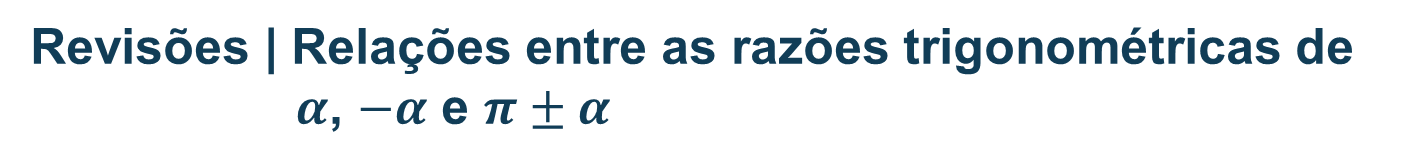 Revisões | Relações entre as razões trigonométricas de
α, −α e π ± α